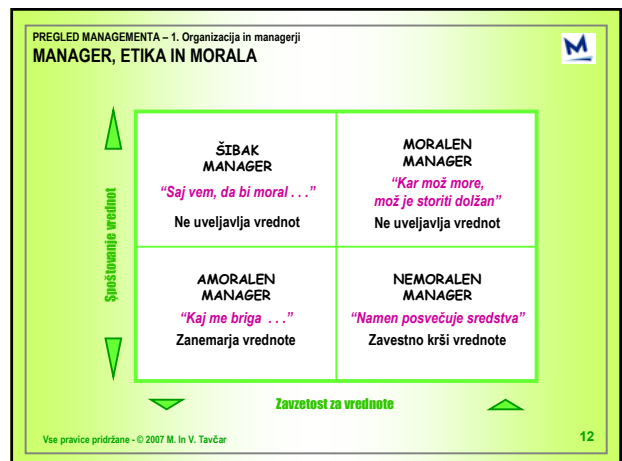 PREGLED MANAGEMENTA – 1. Organizacija in managerji
MANAGER, ETIKA IN MORALA
M
Spoštovanje vrednot
ŠIBAK
MANAGER
“Saj vem, da bi moral . . .”
Ne uveljavlja vrednot
MORALEN
MANAGER
“Kar mož more,
mož je storiti dolžan”
Ne uveljavlja vrednot
AMORALEN
MANAGER
“Kaj me briga . . .”
Zanemarja vrednote
NEMORALEN
MANAGER
“Namen posvečuje sredstva”
Zavestno krši vrednote
Zavzetost za vrednote
Vse pravice pridržane - © 2007 M. In V. Tavčar
12